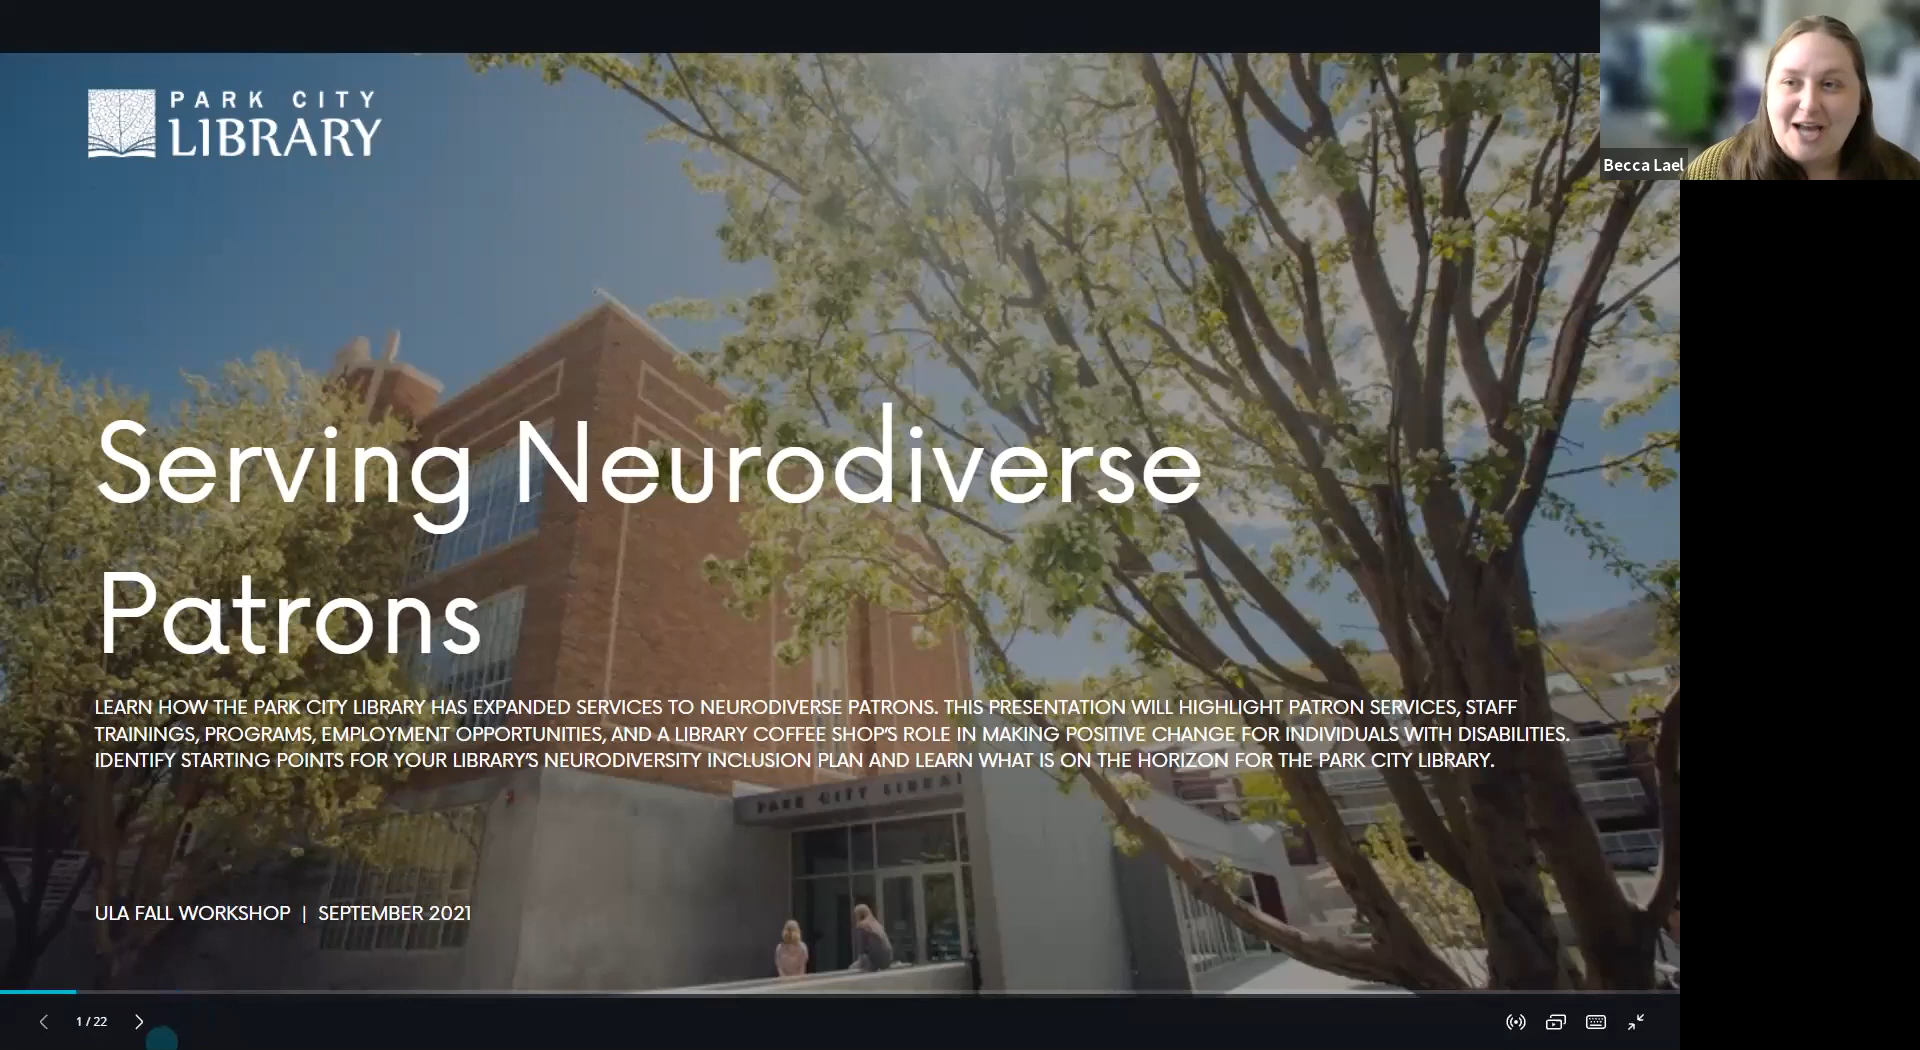 PARK CITY
LIBRARY
Becca Lael
Serving Neurodiverse
Patrons
LEARN HOW THE PARK CITY LIBRARY HAS EXPANDED SERVICES TO NEURODIVERSE PATRONS. THIS PRESENTATION WILL HIGHLIGHT PATRON SERVICES, STAFF
TRAININGS, PROGRAMS, EMPLOYMENT OPPORTUNITIES, AND A LIBRARY COFFEE SHOP'S ROLE IN MAKING POSITIVE CHANGE FOR INDIVIDUALS WITH DISABILITIES.
IDENTIFY STARTING POINTS FOR YOUR LIBRARY'S NEURODIVERSITY INCLUSION PLAN AND LEARN WHAT IS ON THE HORIZON FOR THE PARK CITY LIBRARY.
PARK CITY LIBRAR
ULA FALL WORKSHOP | SEPTEMBER 2021
1 / 22